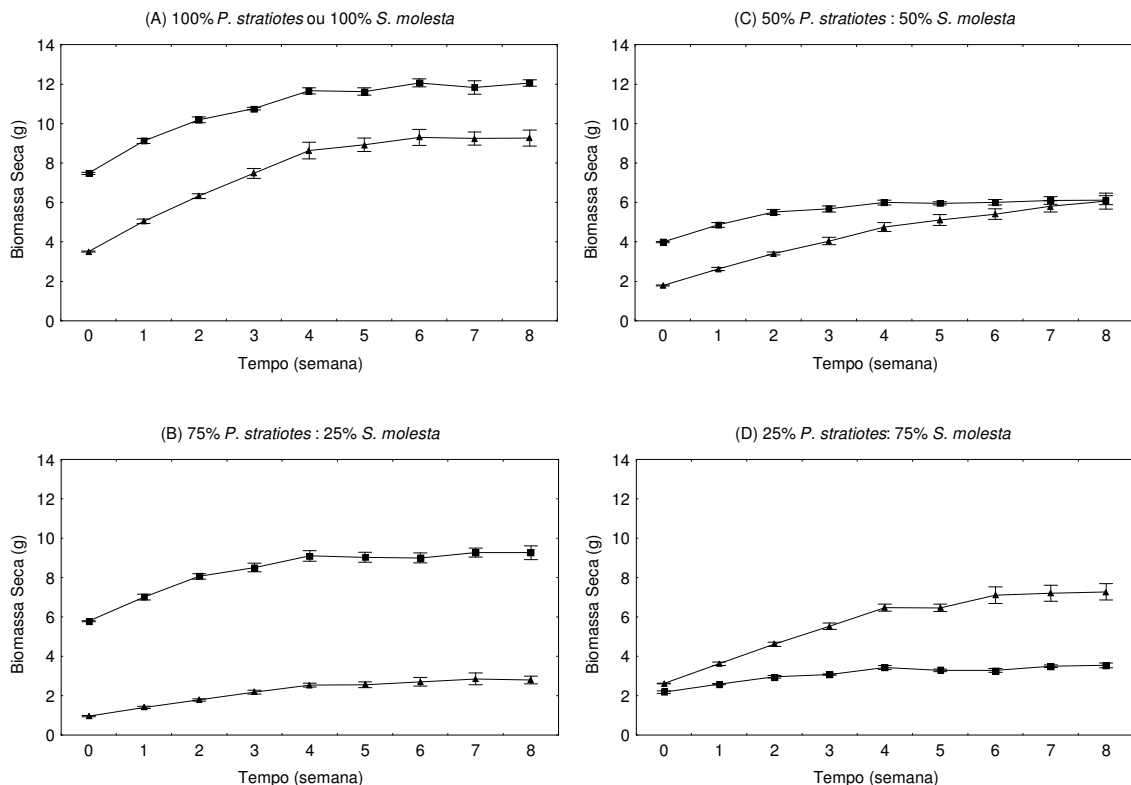 (A) 100% P. stratiotes ou 100% S. molesta
14
12
10
8
6
4
2
0
Biomassa Seca (g)
0 1 2 3 4 5 6 7 8
Tempo (semana)
(C) 50% P. stratiotes : 50% S. molesta
14
12
10
8
6
4
2
0
Biomassa Seca (g)
0 1 2 3 4 5 6 7 8
Tempo (semana)
(B) 75% P. stratiotes : 25% S. molesta
14
12
10
8
6
4
2
0
Biomassa Seca (g)
0 1 2 3 4 5 6 7 8
Tempo (semana)
(D) 25% P. stratiotes: 75% S. molesta
14
12
10
8
6
4
2
0
Biomassa Seca (g)
0 1 2 3 4 5 6 7 8
Tempo (semana)